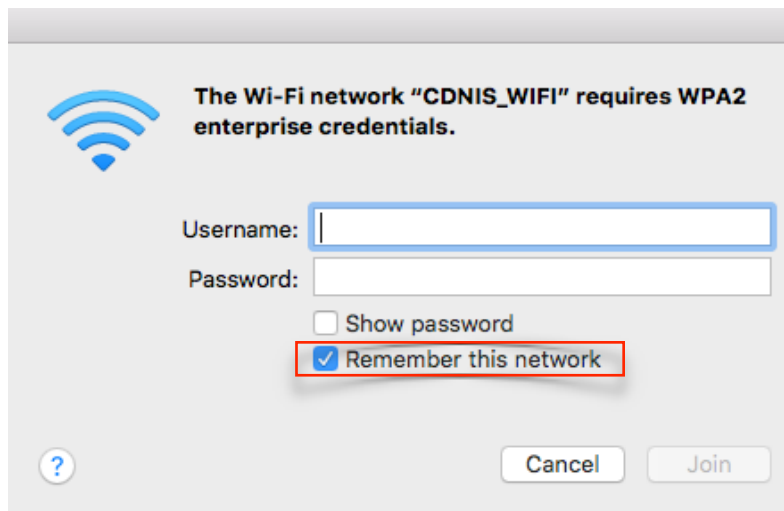 The Wi-Fi network “CDNIS_WIFI” requires WPA2
enterprise credentials.
Username:
Password:
Show password
Remember this network
?
Cancel
Join